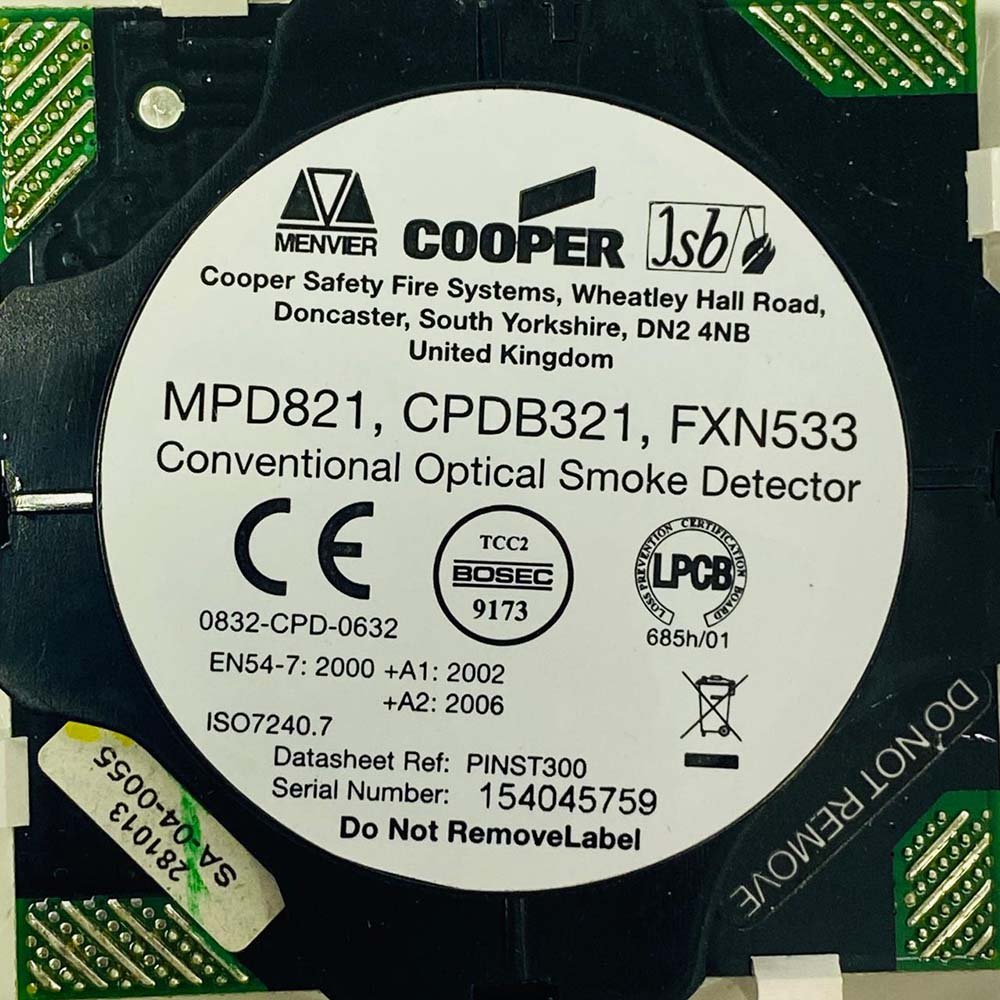 MENVIER
COOPER
Jsb
Cooper Safety Fire Systems, Wheatley Hall Road,
Doncaster, South Yorkshire, DN2 4NB
United Kingdom
MPD821, CPDB321, FXN533
Conventional Optical Smoke Detector
CE
0832-CPD-0632
TCC2
BOSEC
9173
LOSS PREVENTION CERTIFICATION BOARD
LPCB
685h/01
EN54-7: 2000 +A1: 2002
+A2: 2006
ISO7240.7
Datasheet Ref: PINST300
Serial Number: 154045759
Do Not RemoveLabel
281013
SA-04-0055
DO NOT REMOVE